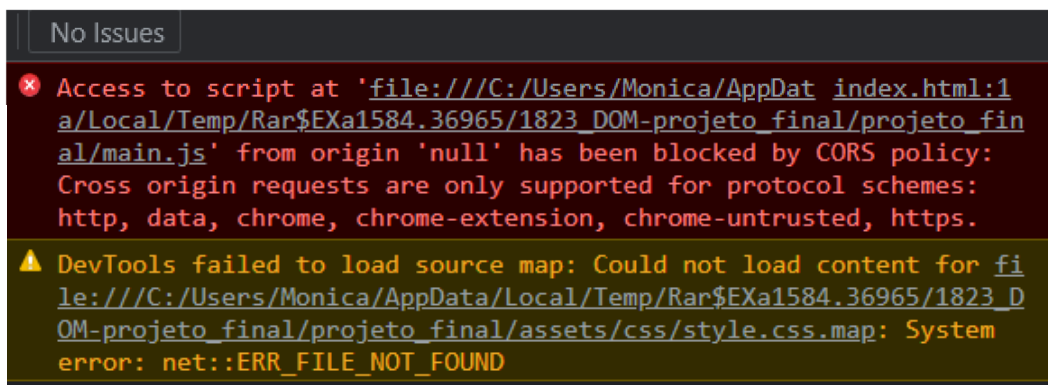 No Issues
Access to script at 'file:///C:/Users/Monica/AppDat index.html:1
a/Local/Temp/Rar$EXa1584.36965/1823_DOM-projeto_final/projeto_fin
al/main.js' from origin 'null' has been blocked by CORS policy:
Cross origin requests are only supported for protocol schemes:
http, data, chrome, chrome-extension, chrome-untrusted, https.
DevTools failed to load source map: Could not load content for fi
le:///C:/Users/Monica/AppData/Local/Temp/Rar$EXa1584.36965/1823_D
OM-projeto_final/projeto_final/assets/css/style.css.map: System
error: net::ERR_FILE_NOT_FOUND